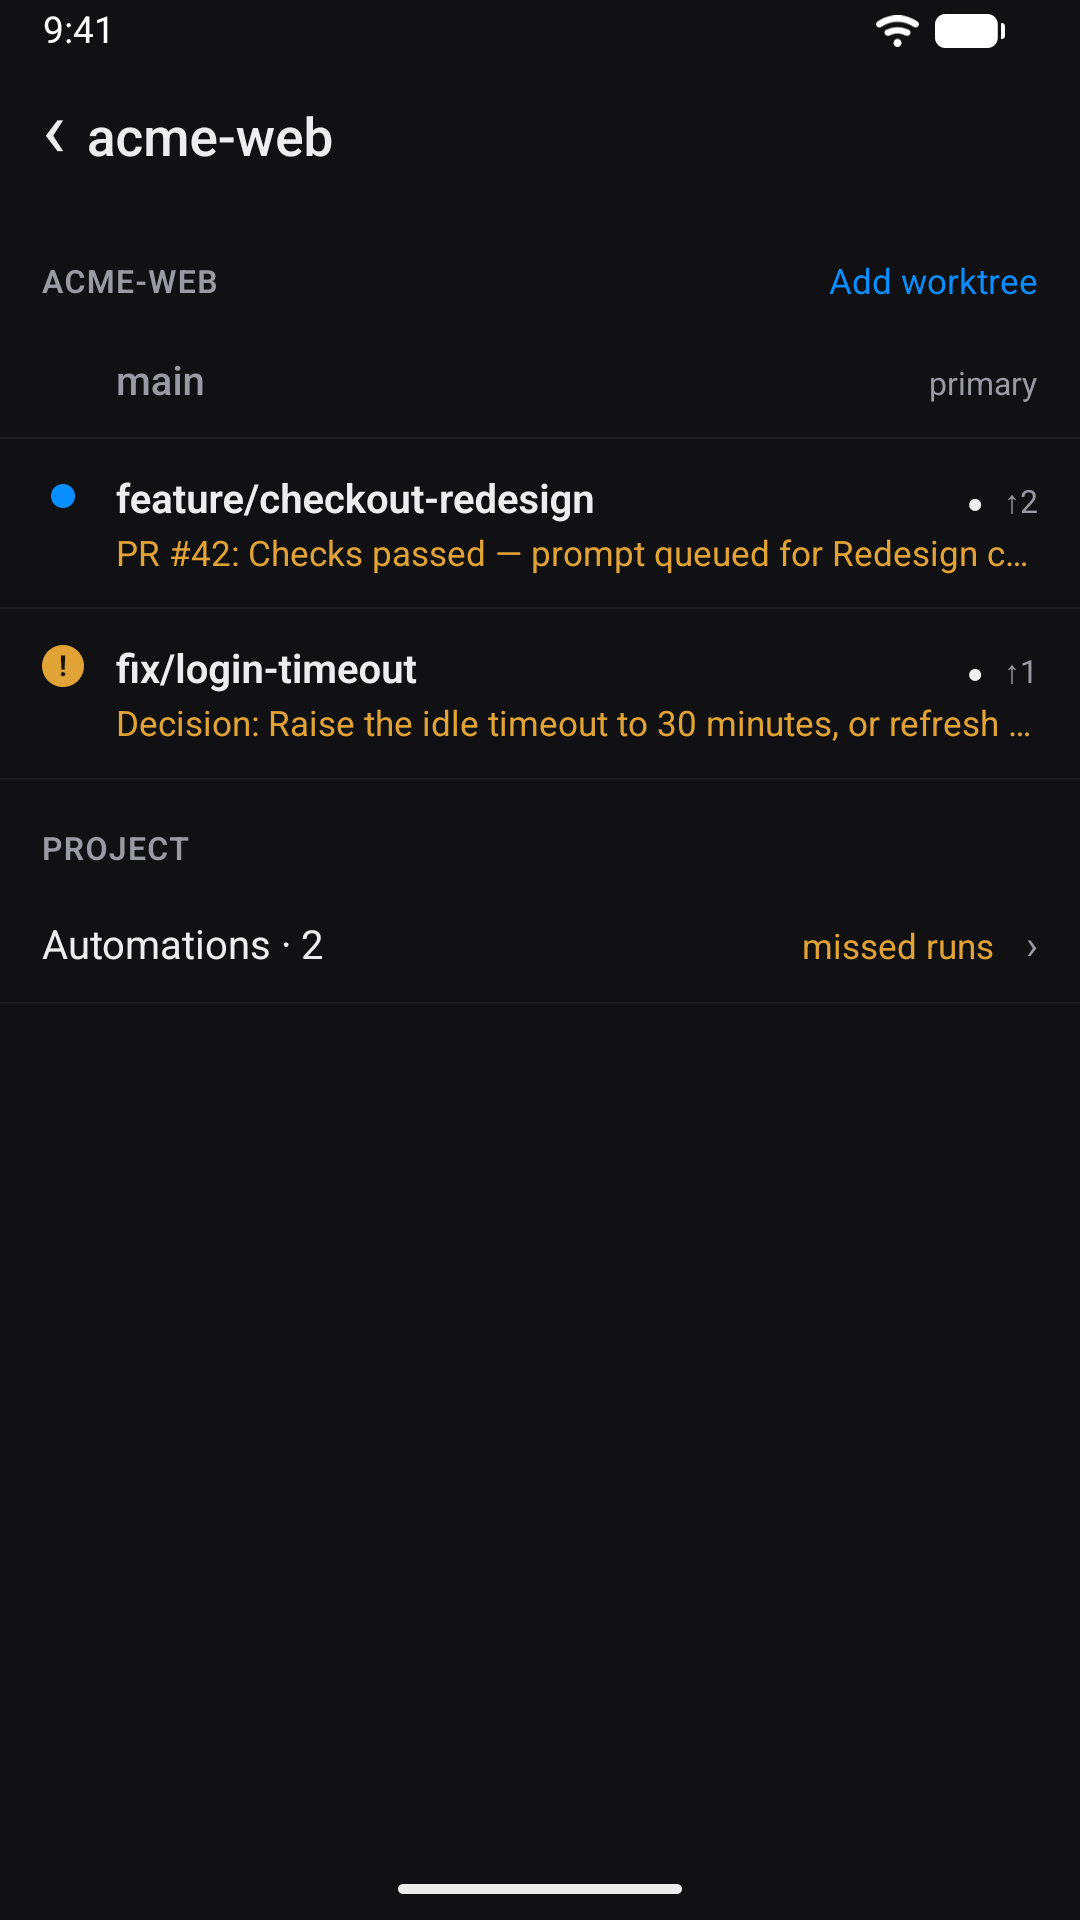 9:41
‹ acme-web
ACME-WEB
Add worktree
main
primary
feature/checkout-redesign
• ↑2
PR #42: Checks passed — prompt queued for Redesign c...
!
fix/login-timeout
• ↑1
Decision: Raise the idle timeout to 30 minutes, or refresh ...
PROJECT
Automations · 2
missed runs ›